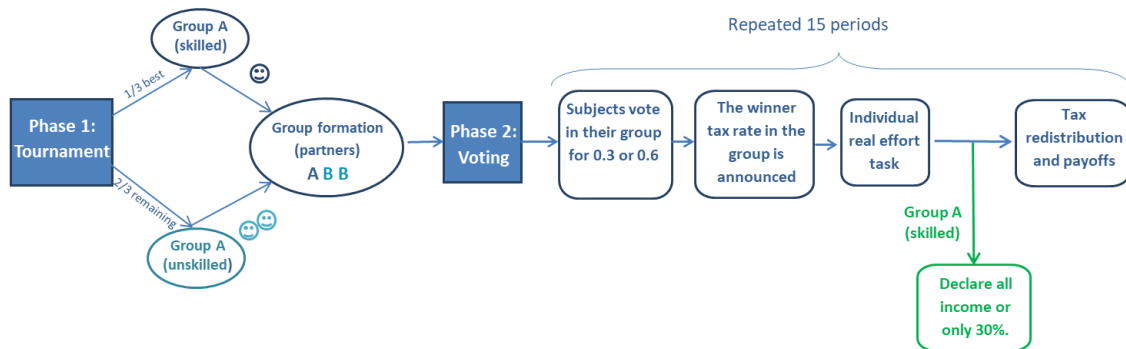 Repeated 15 periods
Group A
(skilled)
1/3 best
Phase 1:
Tournament
2/3 remaining
Group A
(unskilled)
Group formation
(partners)
A B B
Phase 2:
Voting
Subjects vote
in their group
for 0.3 or 0.6
The winner
tax rate in the
group is
announced
Individual
real effort
task
Tax
redistribution
and payoffs
Group A
(skilled)
Declare all
income or
only 30%.